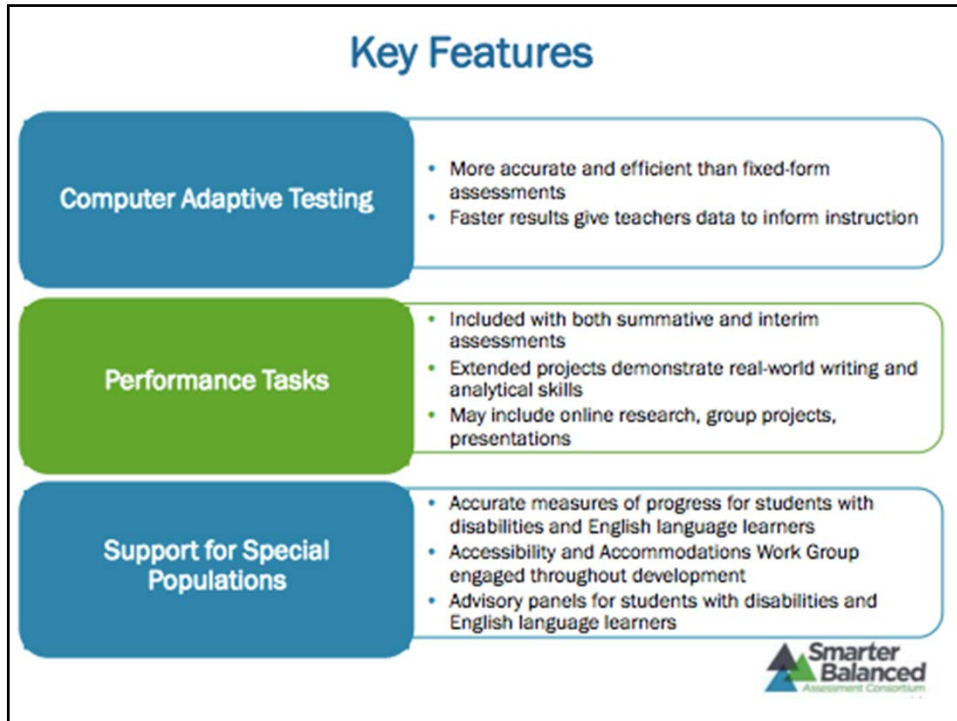 Key Features
Computer Adaptive Testing
• More accurate and efficient than fixed-form
assessments
• Faster results give teachers data to inform instruction
Performance Tasks
• Included with both summative and interim
assessments
• Extended projects demonstrate real-world writing and
analytical skills
• May include online research, group projects,
presentations
Support for Special
Populations
• Accurate measures of progress for students with
disabilities and English language learners
• Accessibility and Accommodations Work Group
engaged throughout development
• Advisory panels for students with disabilities and
English language learners
Smarter
Balanced
Assessment Consortium